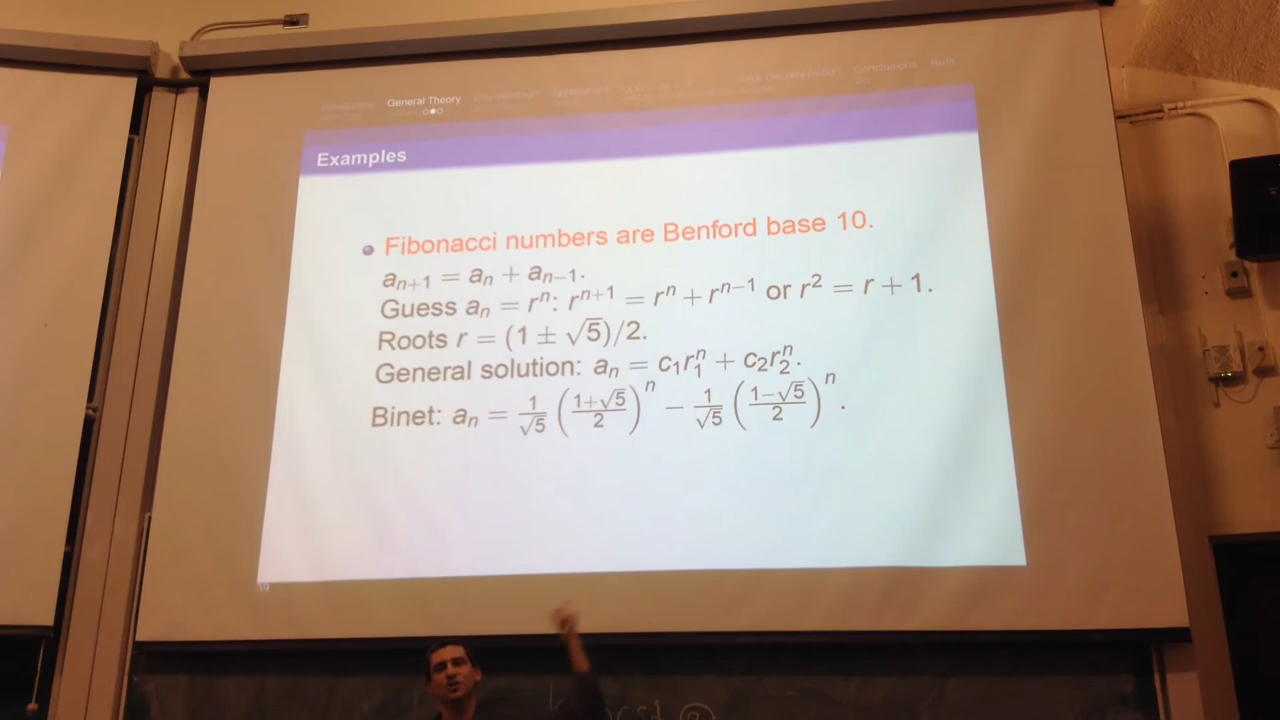 General Theory
Conclusions
Examples
Fibonacci numbers are Benford base 10.
aₙ₊₁ = aₙ + aₙ₋₁.
Guess aₙ = rⁿ: rⁿ⁺¹ = rⁿ + rⁿ⁻¹ or r² = r + 1.
Roots r = (1 ± √5)/2.
General solution: aₙ = c₁r₁ⁿ + c₂r₂ⁿ.
Binet: aₙ = 1/√5 ((1+√5)/2)ⁿ − 1/√5 ((1−√5)/2)ⁿ.
19